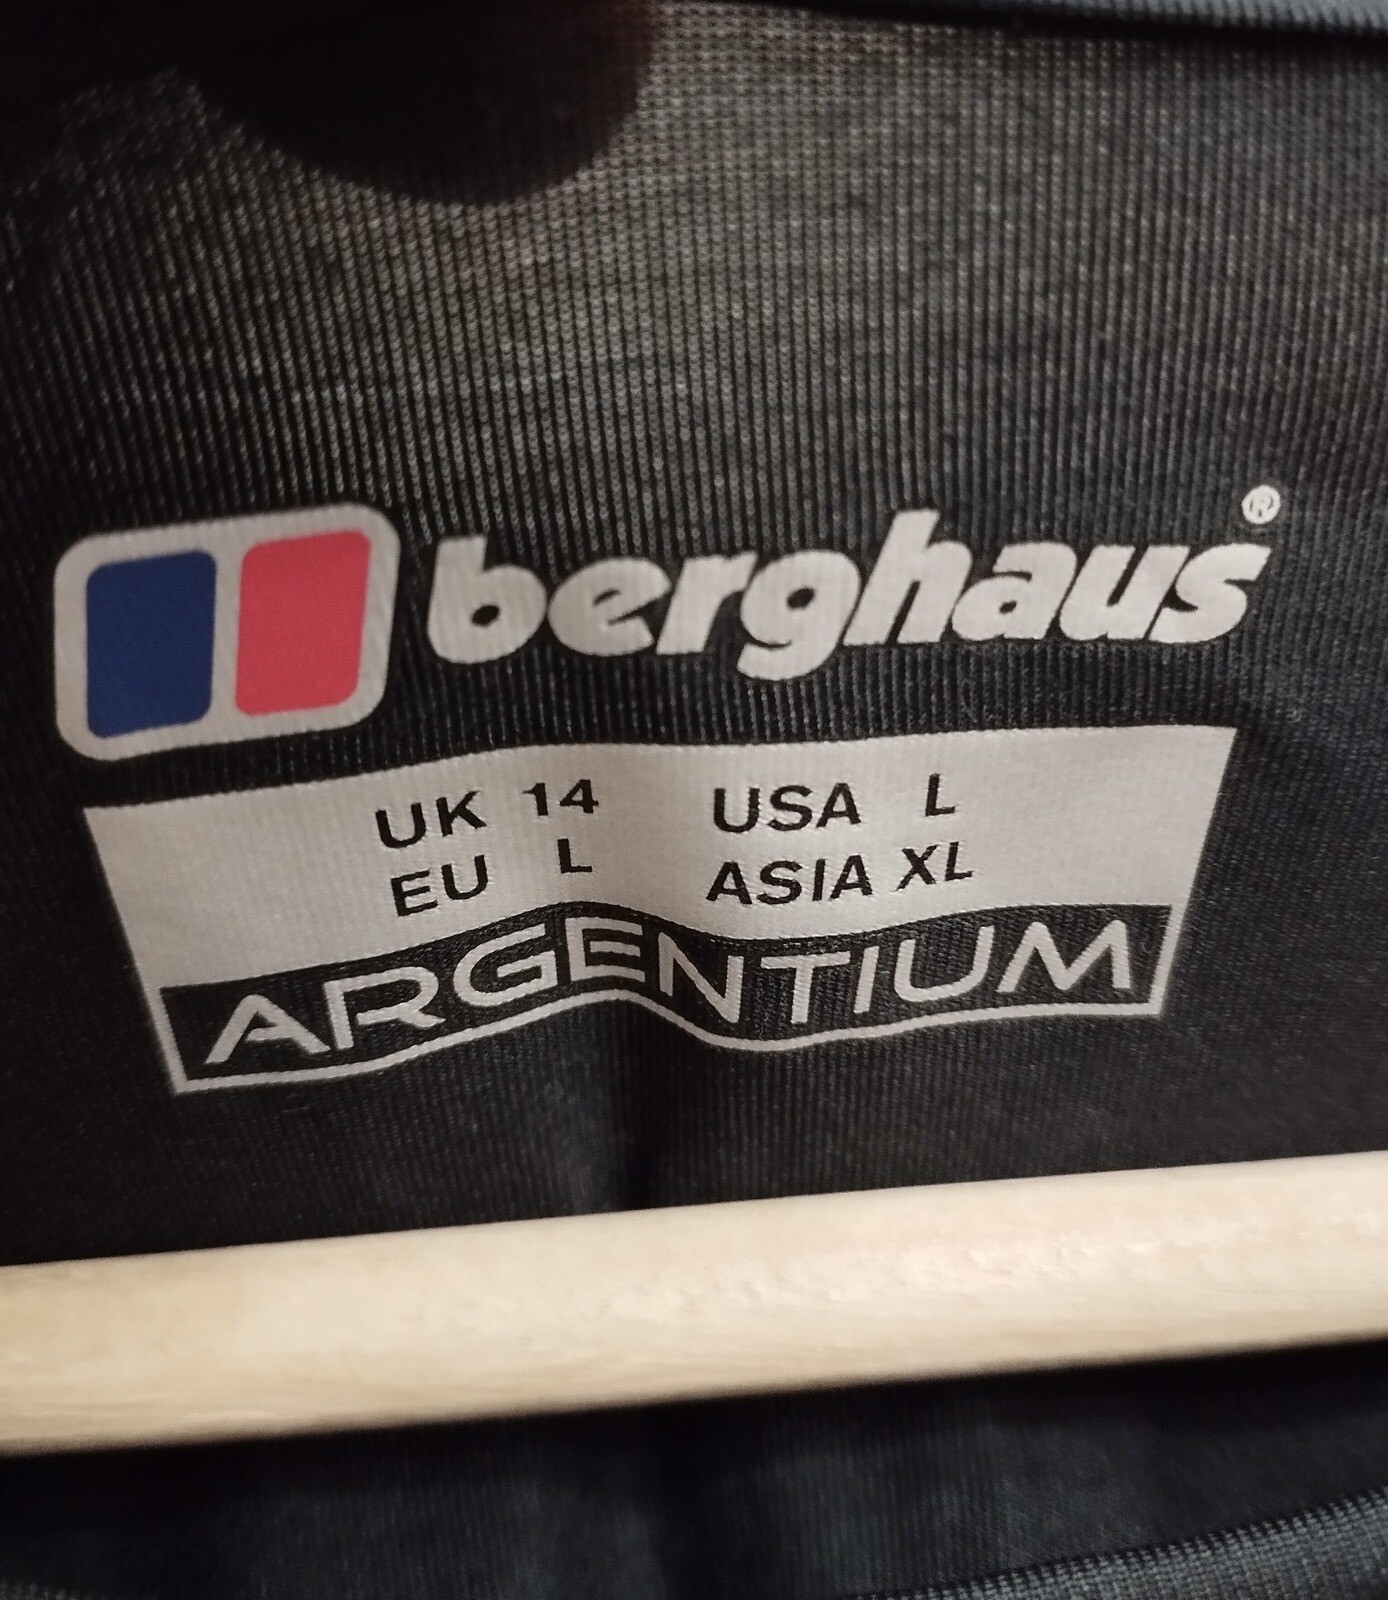 berghaus®
UK 14 USA L
EU L ASIA XL
ARGENTIUM